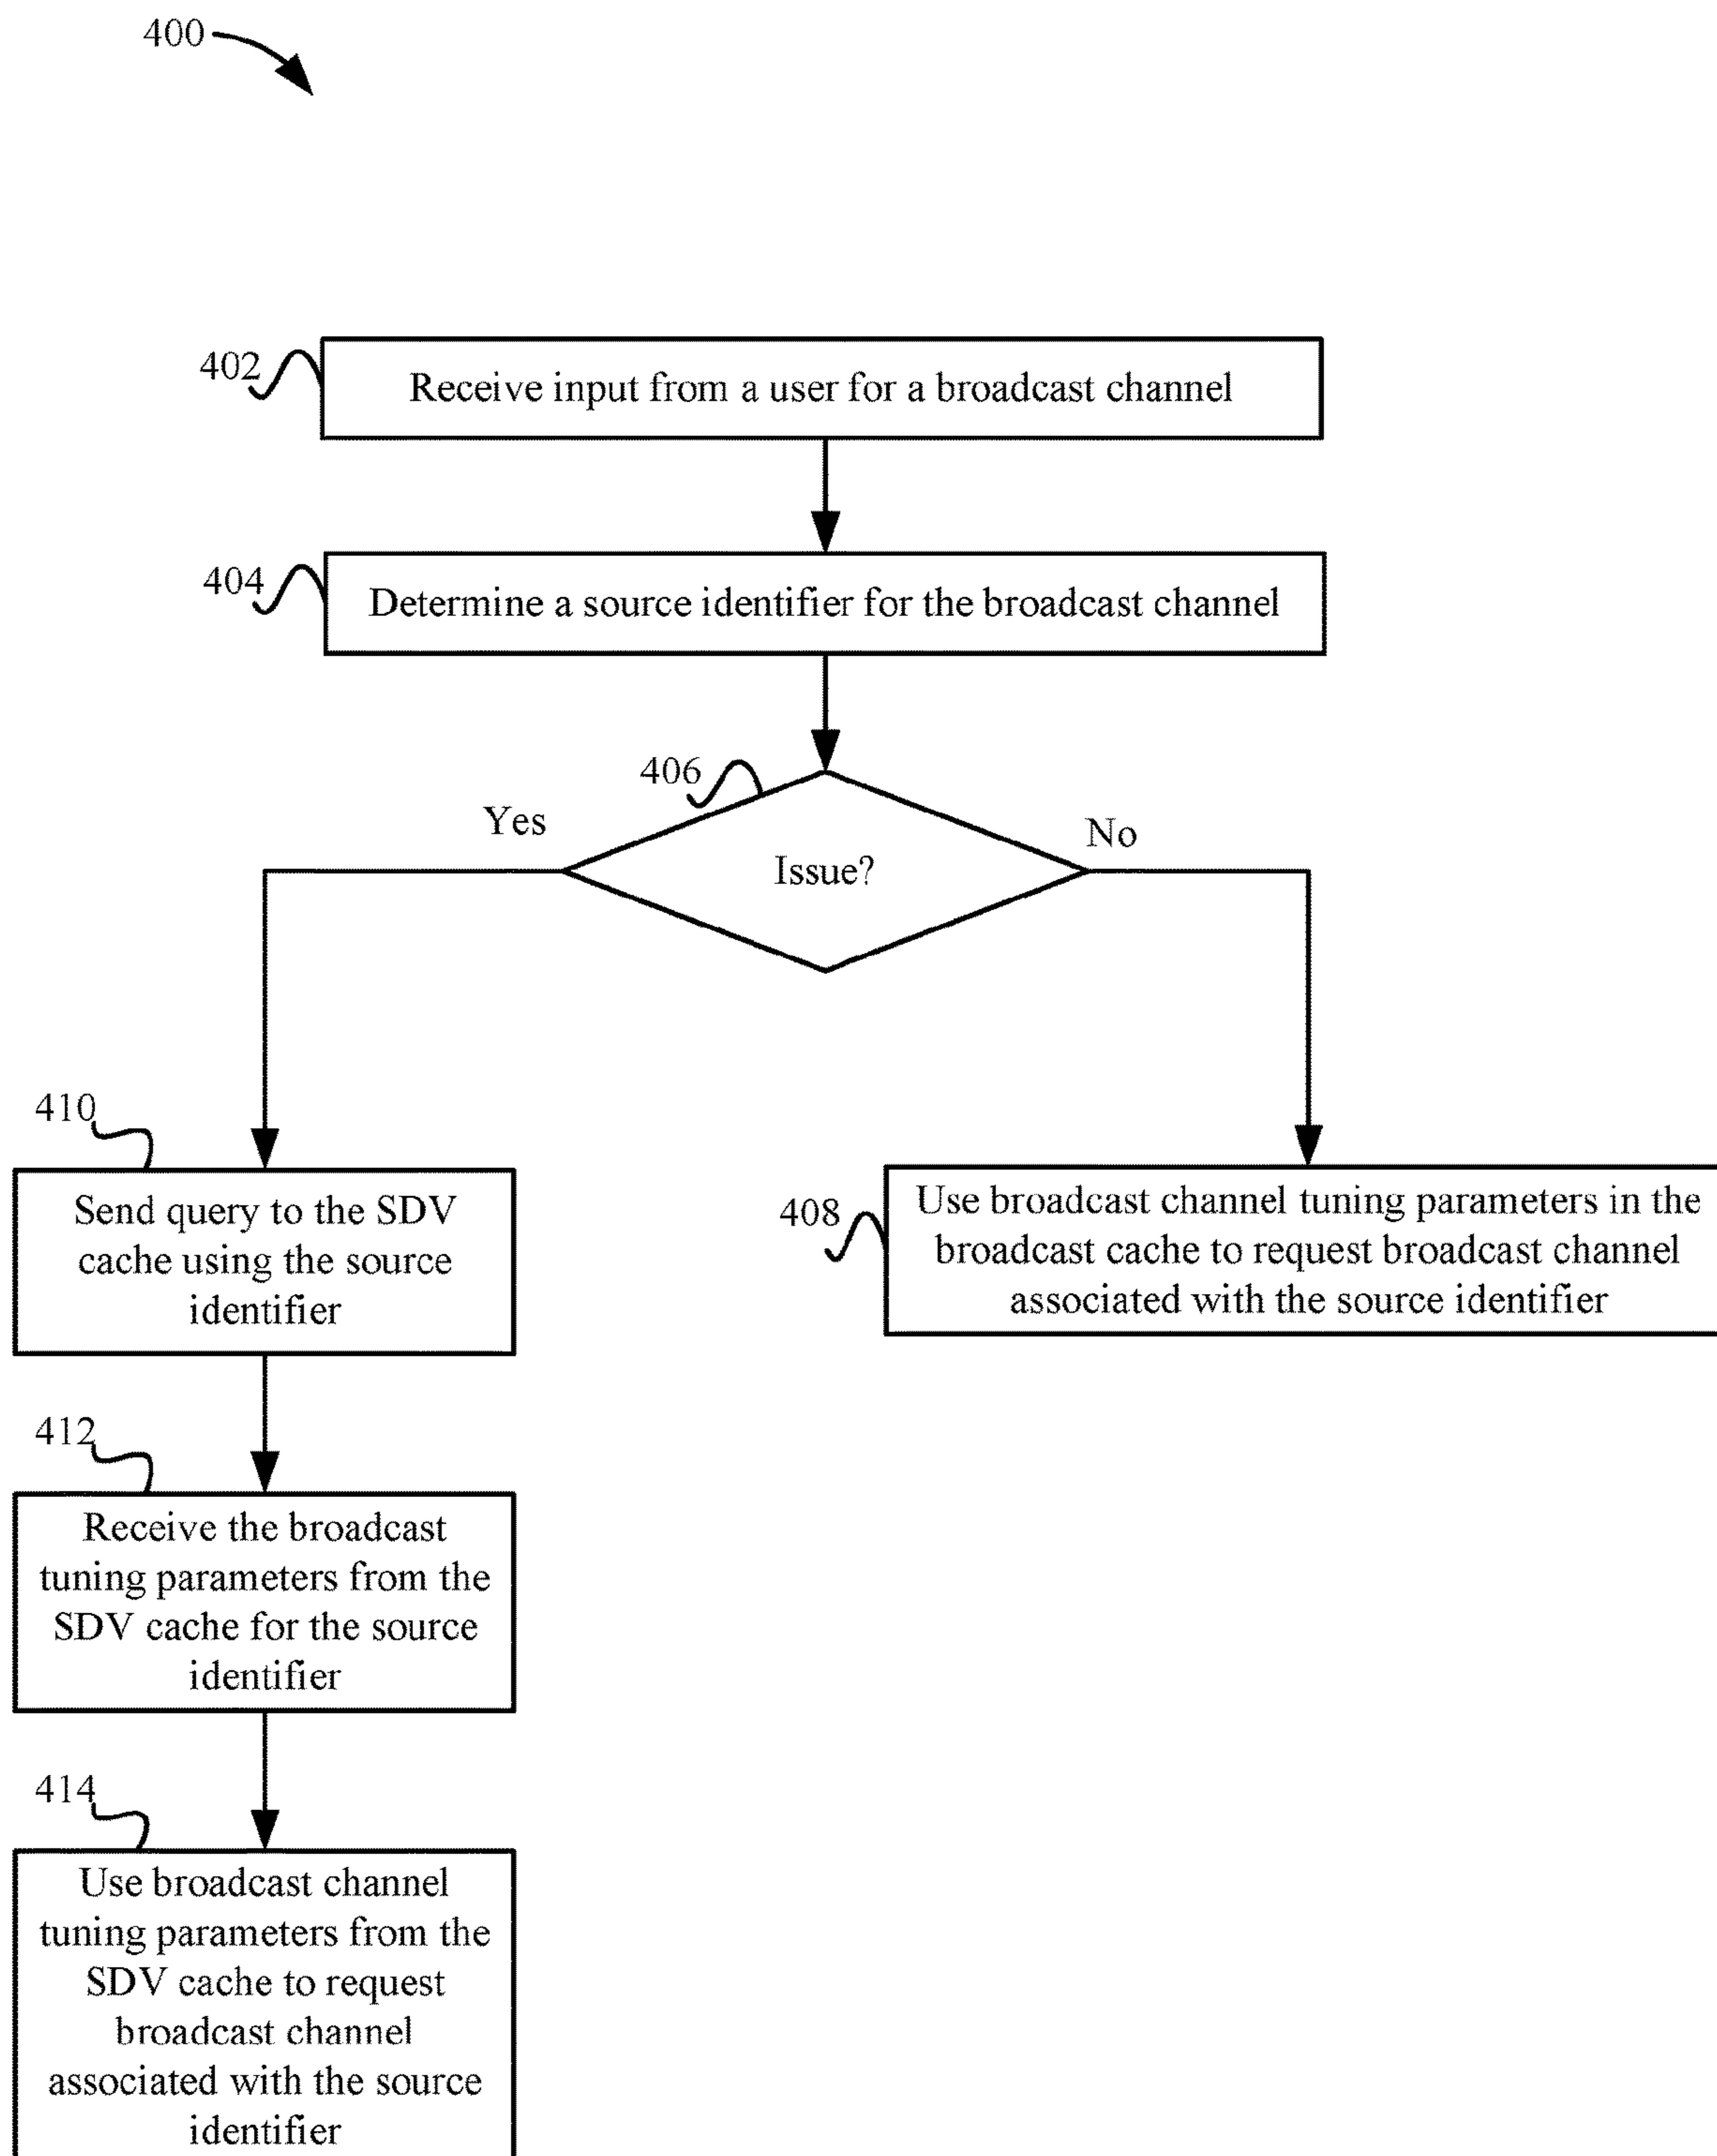 400
402
Receive input from a user for a broadcast channel
404
Determine a source identifier for the broadcast channel
406
Yes
No
Issue?
410
Send query to the SDV
cache using the source
identifier
408
Use broadcast channel tuning parameters in the
broadcast cache to request broadcast channel
associated with the source identifier
412
Receive the broadcast
tuning parameters from the
SDV cache for the source
identifier
414
Use broadcast channel
tuning parameters from the
SDV cache to request
broadcast channel
associated with the source
identifier